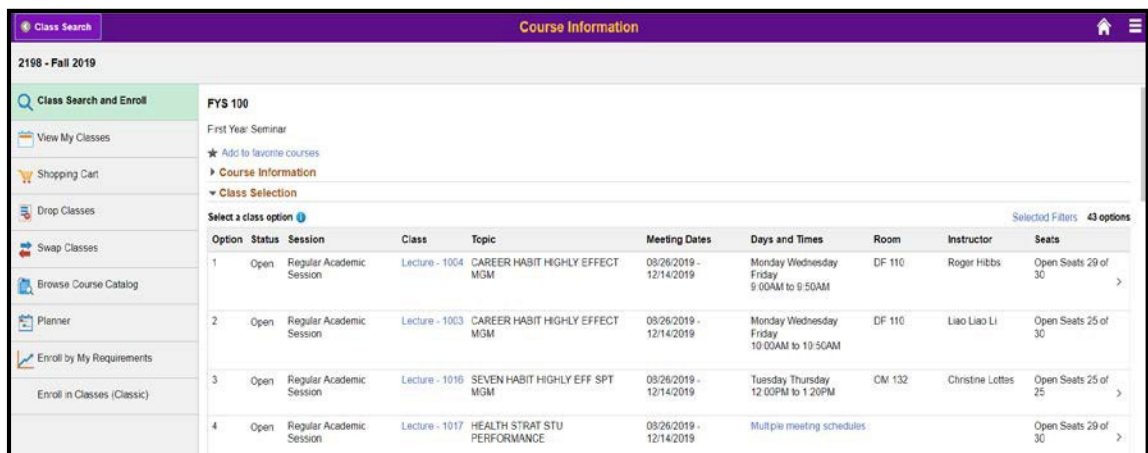 Class Search
Course Information
2198 - Fall 2019
Class Search and Enroll
View My Classes
Shopping Cart
Drop Classes
Swap Classes
Browse Course Catalog
Planner
Enroll by My Requirements
Enroll in Classes (Classic)
FYS 100
First Year Seminar
Add to favorite courses
Course Information
Class Selection
Select a class option
Selected Filters 43 options
Option Status Session Class Topic Meeting Dates Days and Times Room Instructor Seats
1 Open Regular Academic Lecture - 1004 CAREER HABIT HIGHLY EFFECT 08/26/2019 - Monday Wednesday DF 110 Roger Hibbs Open Seats 29 of
Session MGM 12/14/2019 Friday 30
9:00AM to 9:50AM
2 Open Regular Academic Lecture - 1003 CAREER HABIT HIGHLY EFFECT 08/26/2019 - Monday Wednesday DF 110 Liao Liao Li Open Seats 25 of
Session MGM 12/14/2019 Friday 30
10:00AM to 10:50AM
3 Open Regular Academic Lecture - 1016 SEVEN HABIT HIGHLY EFF SPT 08/26/2019 - Tuesday Thursday CM 132 Christine Lottes Open Seats 25 of
Session MGM 12/14/2019 12:00PM to 1:20PM 25
4 Open Regular Academic Lecture - 1017 HEALTH STRAT STU 08/26/2019 - Multiple meeting schedules Open Seats 29 of
Session PERFORMANCE 12/14/2019 30